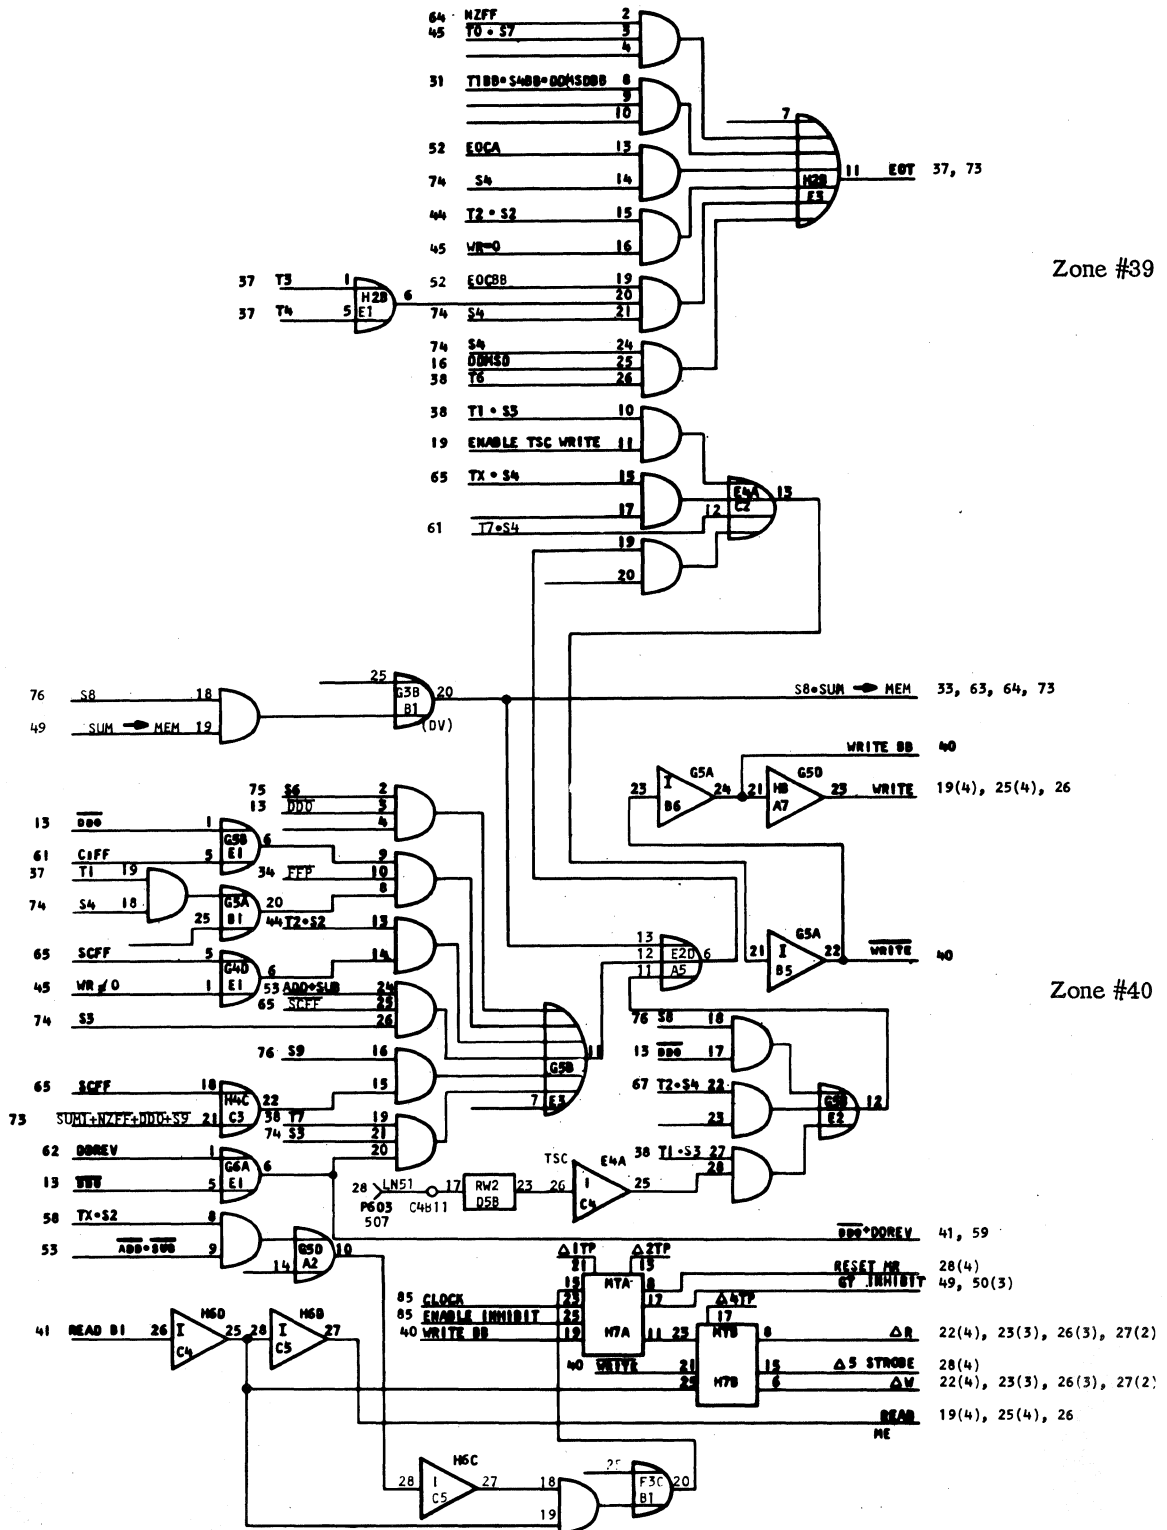 64 NZFF 2
45 T0 • S7 3
4
31 T1BB•S4BB•DDMSDBB 8
9
10
7
52 EOCA 13
74 S4 14
H2B
E3
11 EOT 37, 73
44 T2 • S2 15
45 WR=0 16
Zone #39
37 T3 1
H2B
E1
6
37 T4 5
52 EOCBB 19
20
74 S4 21
74 S4 24
16 DDMSD 25
38 T6 26
38 T1 • S3 10
19 ENABLE TSC WRITE 11
65 TX • S4 15
17
E4A
C2
13
12
61 T7•S4
19
20
25
G3B
B1
(DV)
20
76 S8 18
49 SUM → MEM 19
S8•SUM → MEM 33, 63, 64, 73
WRITE BB 40
23 I G5A B6 24
21 HB G5D A7 23 WRITE 19(4), 25(4), 26
75 S6 2
13 DDO 3
4
13 DDO 1
G5B
E1
6
61 C1FF 5
9
34 FFP 10
8
37 T1 19
74 S4 18
G5A
B1
20
25
44 T2•S2 13
14
65 SCFF 5
G4D
E1
6
45 WR≠0 1
13
12
11
E2D
A5
6
21 I G5A B5 22 WRITE 40
53 ADD+SUB 24
65 SCFF 25
74 S3 26
Zone #40
76 S9 16
15
G5B
E3
11
7
65 SCFF 18
H4C
C3
22
73 SUM1+NZFF+DDO+S9 21
38 T7 19
74 S3 21
20
76 S8 18
13 DDO 17
67 T2•S4 22
23
E2
12
38 T1•S3 27
28
62 DDREV 1
G6A
E1
6
13 DDO 5
TSC
28 LN51
P603
507
C4B11
17 RW2 D5B 23
26 I E4A C4 25
58 TX•S2 8
53 ADD•SUB 9
G5D
A2
10
14
DDO+DDREV 41, 59
Δ1TP
21
Δ2TP
13
RESET MR 28(4)
GT INHIBIT 49, 50(3)
15
85 CLOCK 23
85 ENABLE INHIBIT 25
40 WRITE BB 19
M7A
H7A
8
17
11
Δ4TP
17
23
M7B
H7B
8 ΔR 22(4), 23(3), 26(3), 27(2)
40 WRITE 21
25
15 Δ5 STROBE 28(4)
6 ΔW 22(4), 23(3), 26(3), 27(2)
41 READ B1 26 I H6D C4 25
28 I H6B C5 27
READ 19(4), 25(4), 26
ME
28 I H6C C5 27
18
19
F3C
B1
20